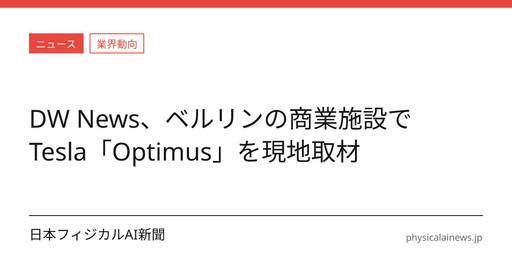 ニュース 業界動向
DW News、ベルリンの商業施設で
Tesla「Optimus」を現地取材
日本フィジカルAI新聞 physicalainews.jp